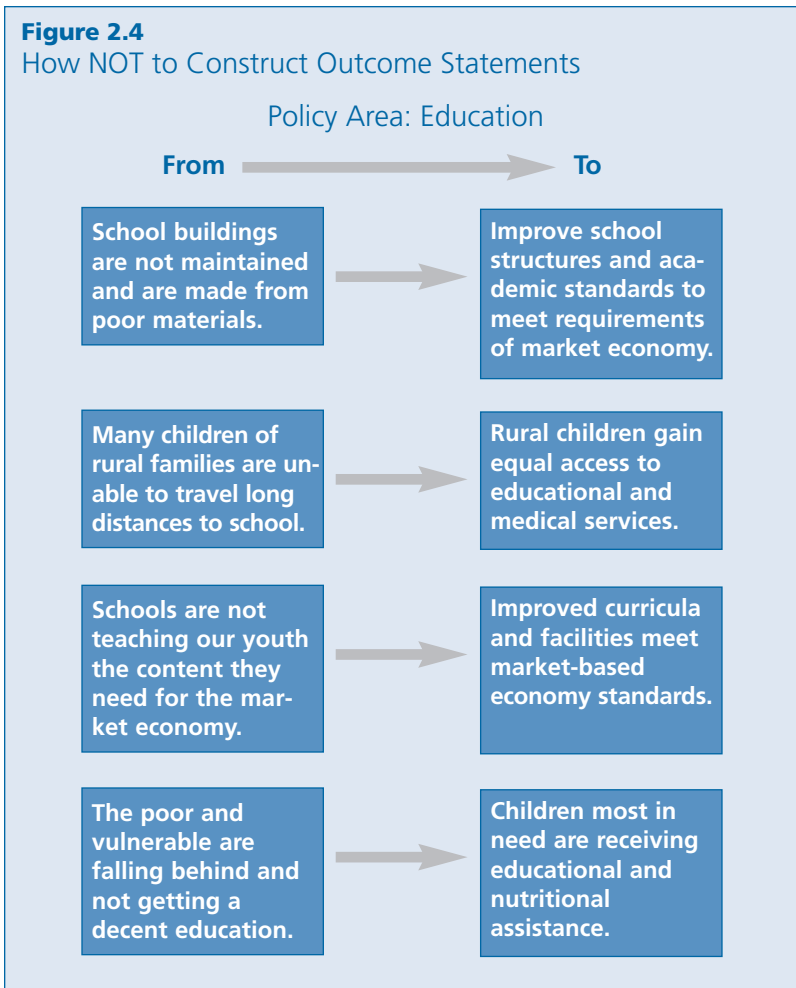 Figure 2.4
How NOT to Construct Outcome Statements
Policy Area: Education
From To
School buildings
are not maintained
and are made from
poor materials.
Improve school
structures and aca-
demic standards to
meet requirements
of market economy.
Many children of
rural families are un-
able to travel long
distances to school.
Rural children gain
equal access to
educational and
medical services.
Schools are not
teaching our youth
the content they
need for the mar-
ket economy.
Improved curricula
and facilities meet
market-based
economy standards.
The poor and
vulnerable are
falling behind and
not getting a
decent education.
Children most in
need are receiving
educational and
nutritional
assistance.